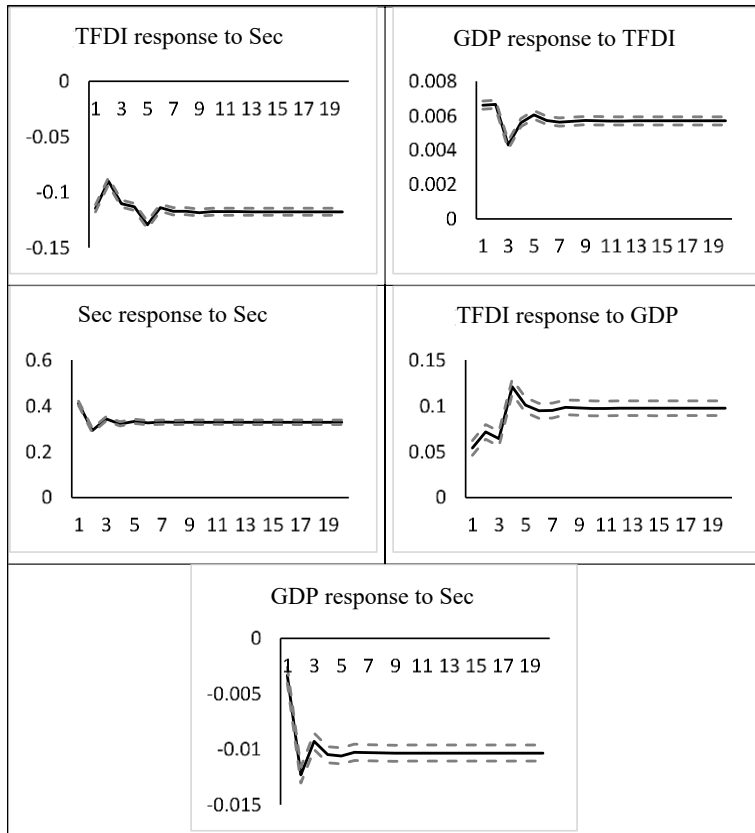 TFDI response to Sec
0
1 3 5 7 9 11 13 15 17 19
-0.05
-0.1
-0.15
GDP response to TFDI
0.008
0.006
0.004
0.002
0
1 3 5 7 9 11 13 15 17 19
Sec response to Sec
0.6
0.4
0.2
0
1 3 5 7 9 11 13 15 17 19
TFDI response to GDP
0.15
0.1
0.05
0
1 3 5 7 9 11 13 15 17 19
GDP response to Sec
0
1 3 5 7 9 11 13 15 17 19
-0.005
-0.01
-0.015